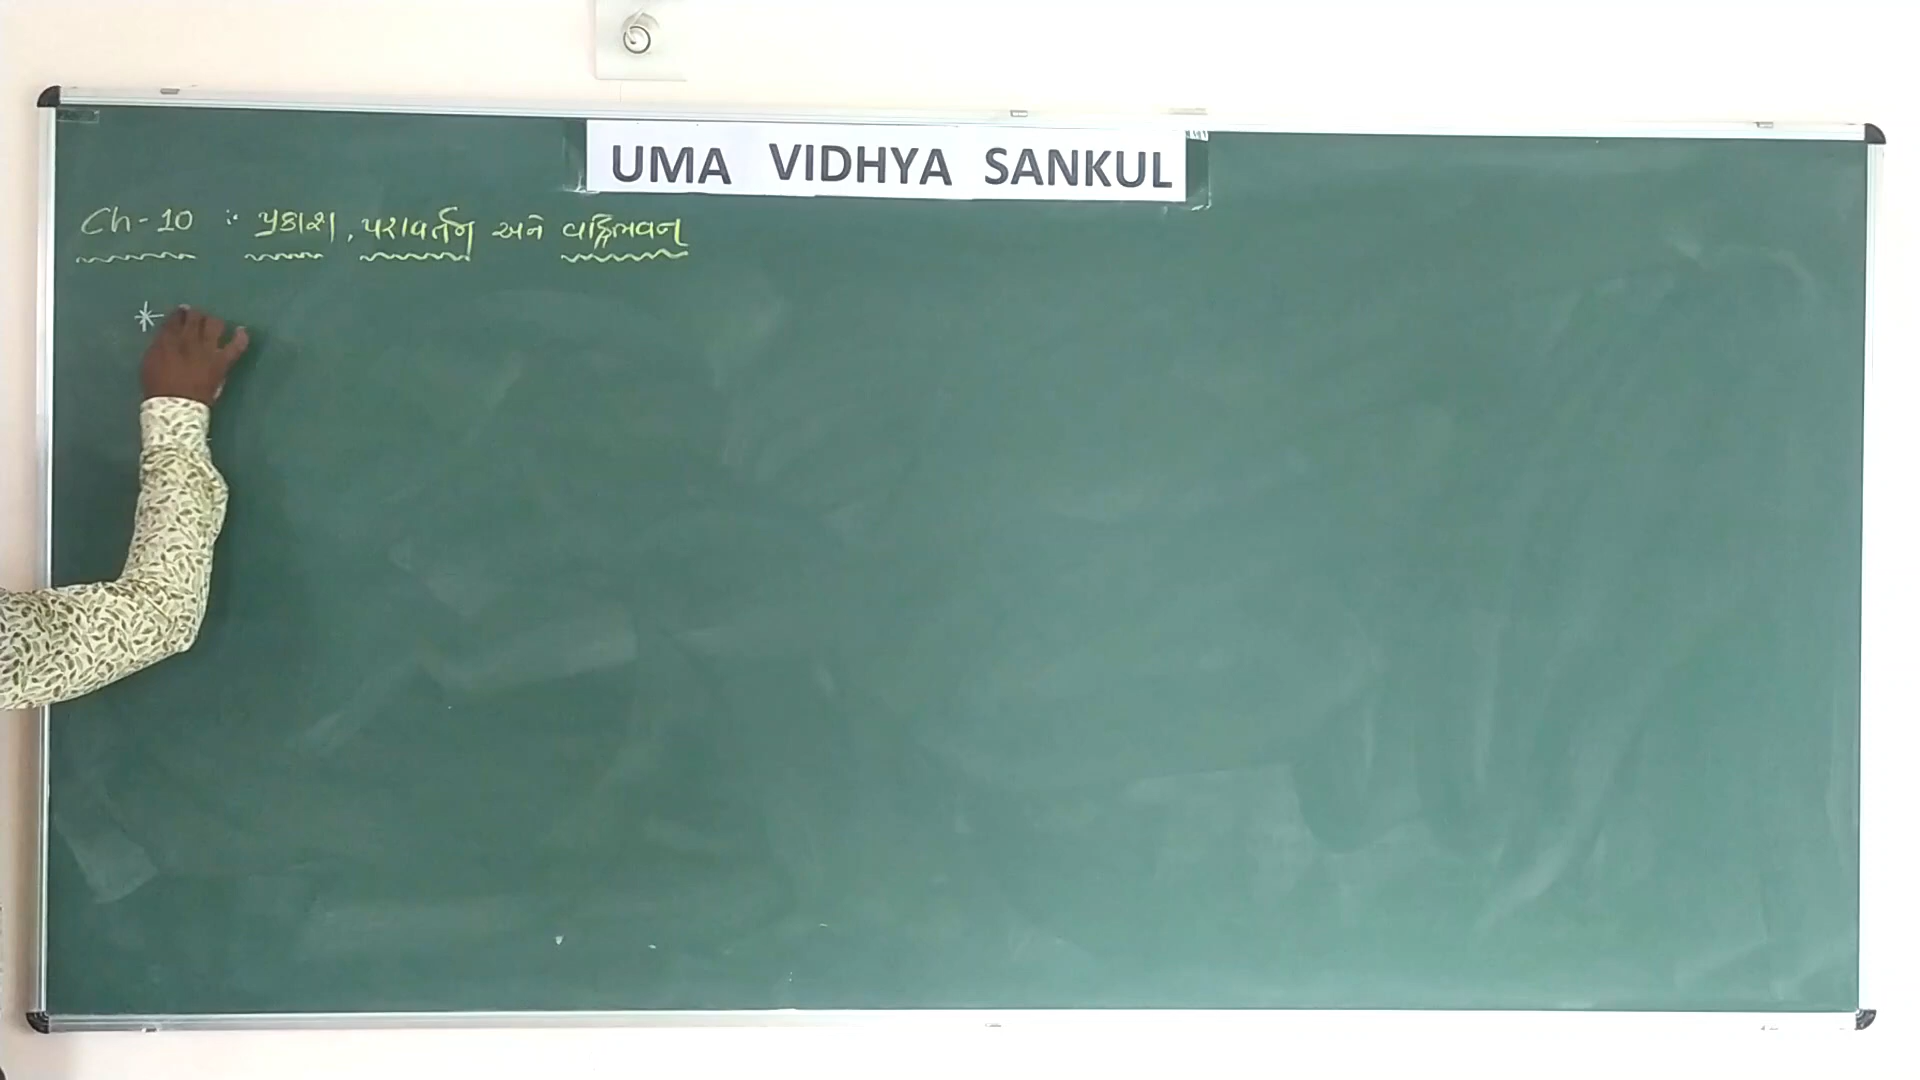 UMA VIDHYA SANKUL
Ch-10 : પ્રકાશ, પરાવર્તન અને વક્રિભવન
*